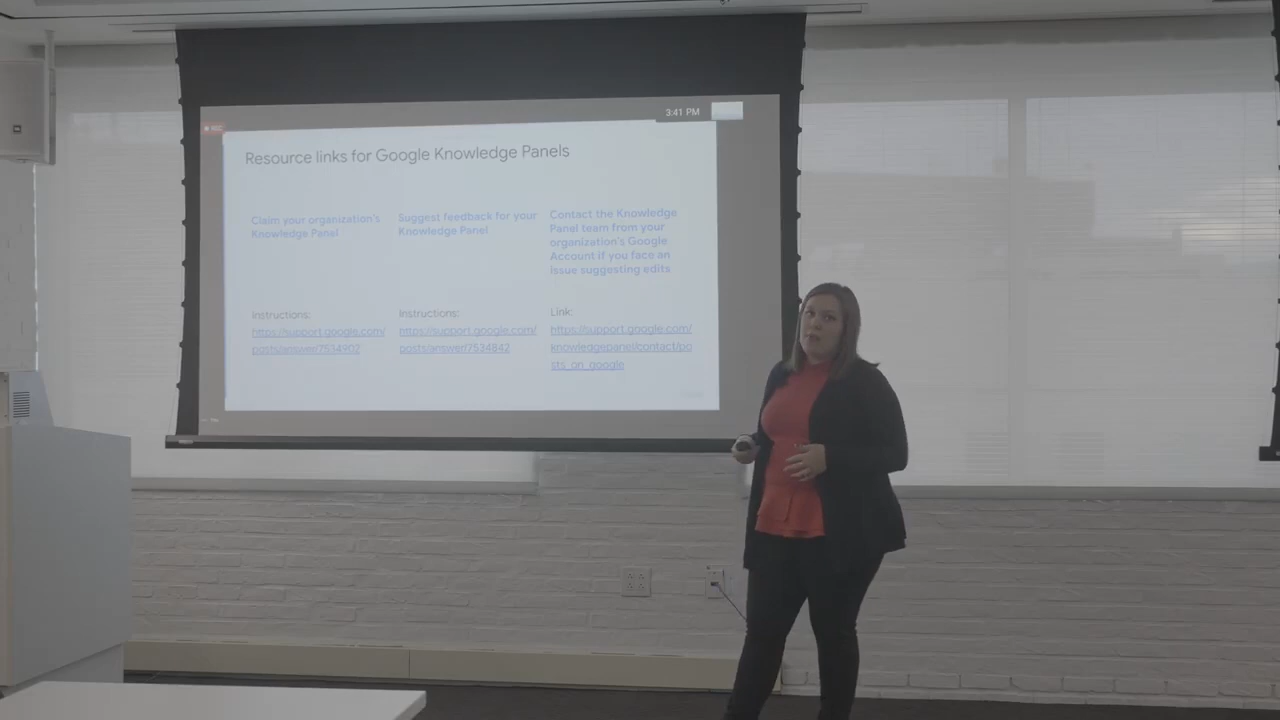 3:41 PM
REC
Resource links for Google Knowledge Panels
Claim your organization's
Knowledge Panel
Suggest feedback for your
Knowledge Panel
Contact the Knowledge
Panel team from your
organization's Google
Account if you face an
issue suggesting edits
Instructions:
https://support.google.com/
posts/answer/7534902
Instructions:
https://support.google.com/
posts/answer/7534842
Link:
https://support.google.com/
knowledgepanel/contact/po
sts_on_google